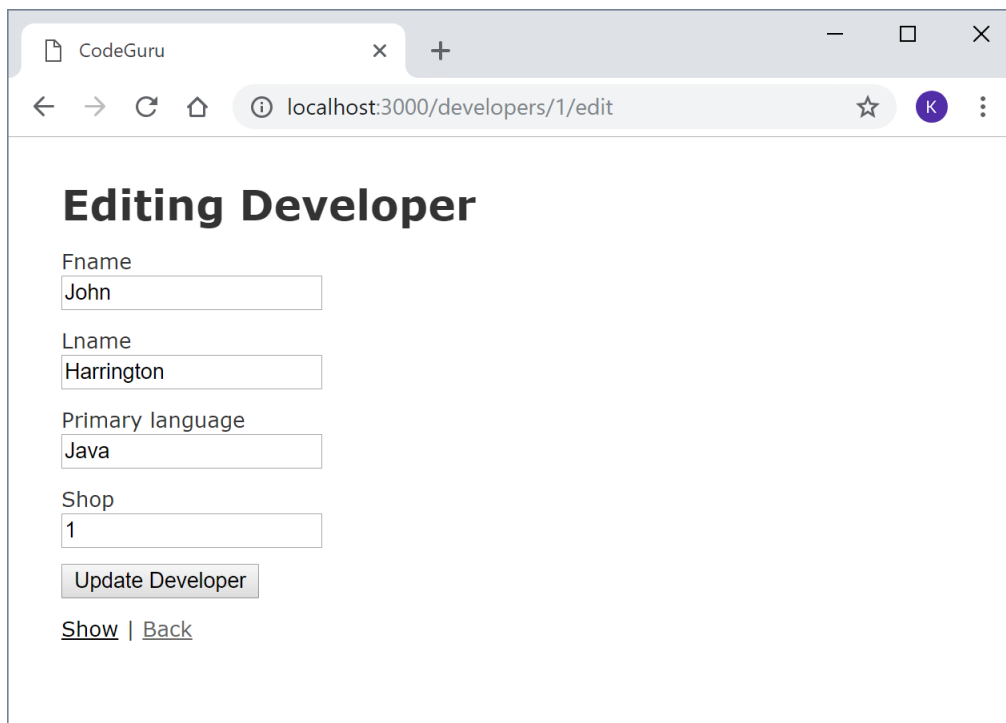 CodeGuru
localhost:3000/developers/1/edit
K
Editing Developer
Fname
John
Lname
Harrington
Primary language
Java
Shop
1
Update Developer
Show | Back